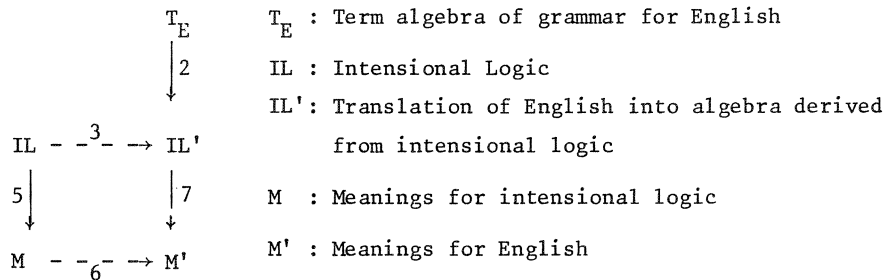 T_E T_E : Term algebra of grammar for English
2 IL : Intensional Logic
IL': Translation of English into algebra derived
IL 3 IL' from intensional logic
5 7 M : Meanings for intensional logic
M 6 M' M' : Meanings for English